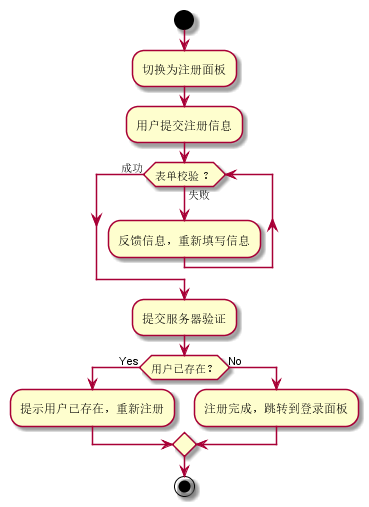 切换为注册面板
用户提交注册信息
成功
表单校验 ？
失败
反馈信息，重新填写信息
提交服务器验证
Yes
用户已存在？
No
提示用户已存在，重新注册
注册完成，跳转到登录面板